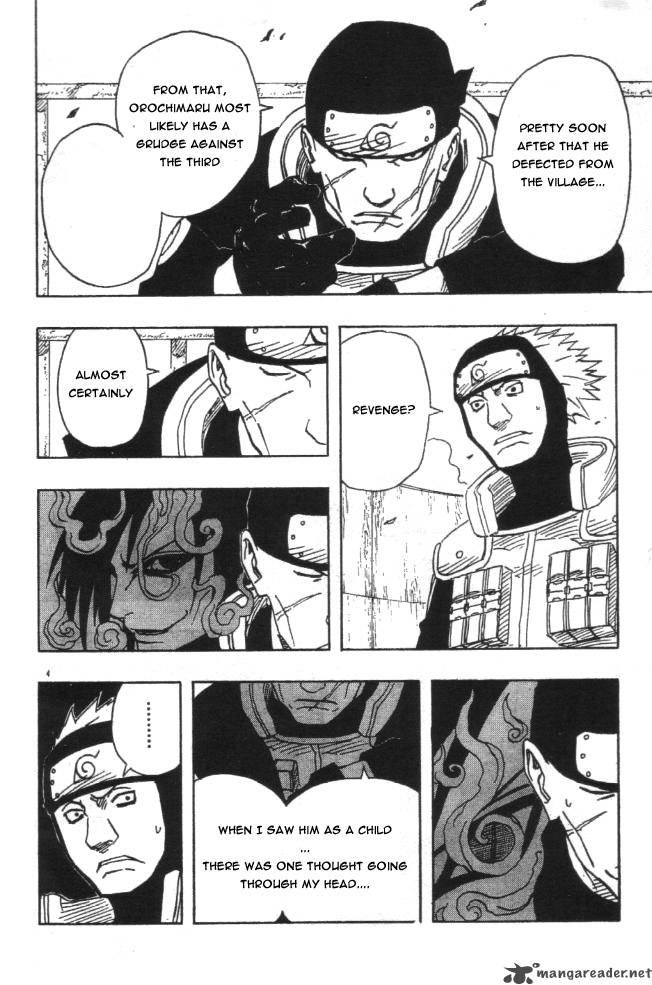 PRETTY SOON
AFTER THAT HE
DEFECTED FROM
THE VILLAGE...
FROM THAT,
OROCHIMARU MOST
LIKELY HAS A
GRUDGE AGAINST
THE THIRD
REVENGE?
ALMOST
CERTAINLY
4
WHEN I SAW HIM AS A CHILD
...
THERE WAS ONE THOUGHT GOING
THROUGH MY HEAD....
.........
mangareader.net